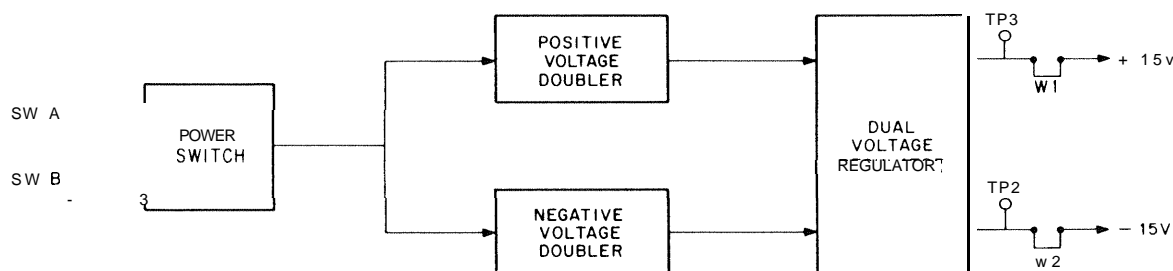 POSITIVE
VOLTAGE
DOUBLER
TP3
+ 15v
W1
SW A
POWER
SWITCH
SW B
3
DUAL
VOLTAGE
REGULATOR
NEGATIVE
VOLTAGE
DOUBLER
TP2
- 15V
w2